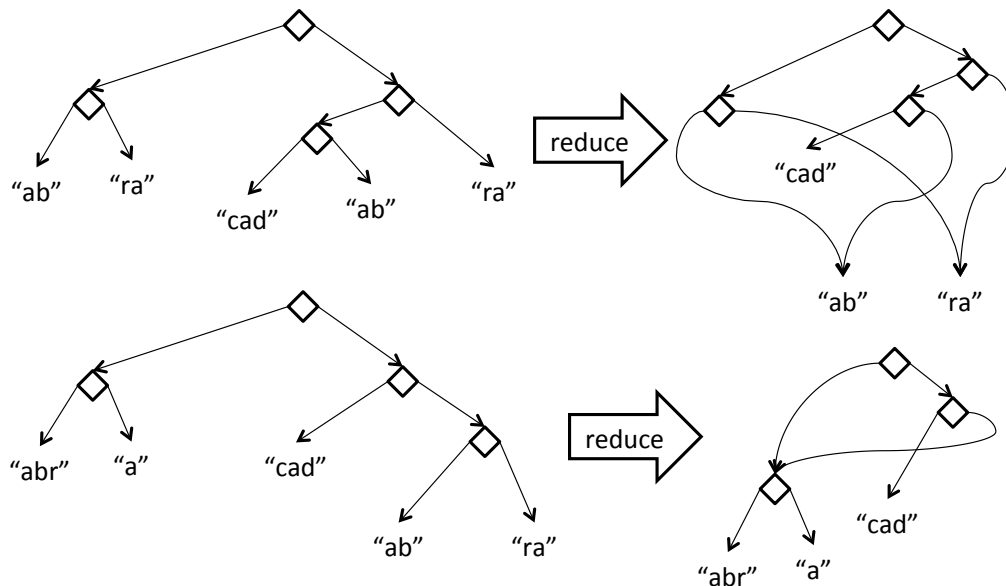 reduce
“ab” “ra” “cad” “ab” “ra”
“cad”
“ab” “ra”
reduce
“abr” “a” “cad”
“ab” “ra”
“cad”
“abr” “a”